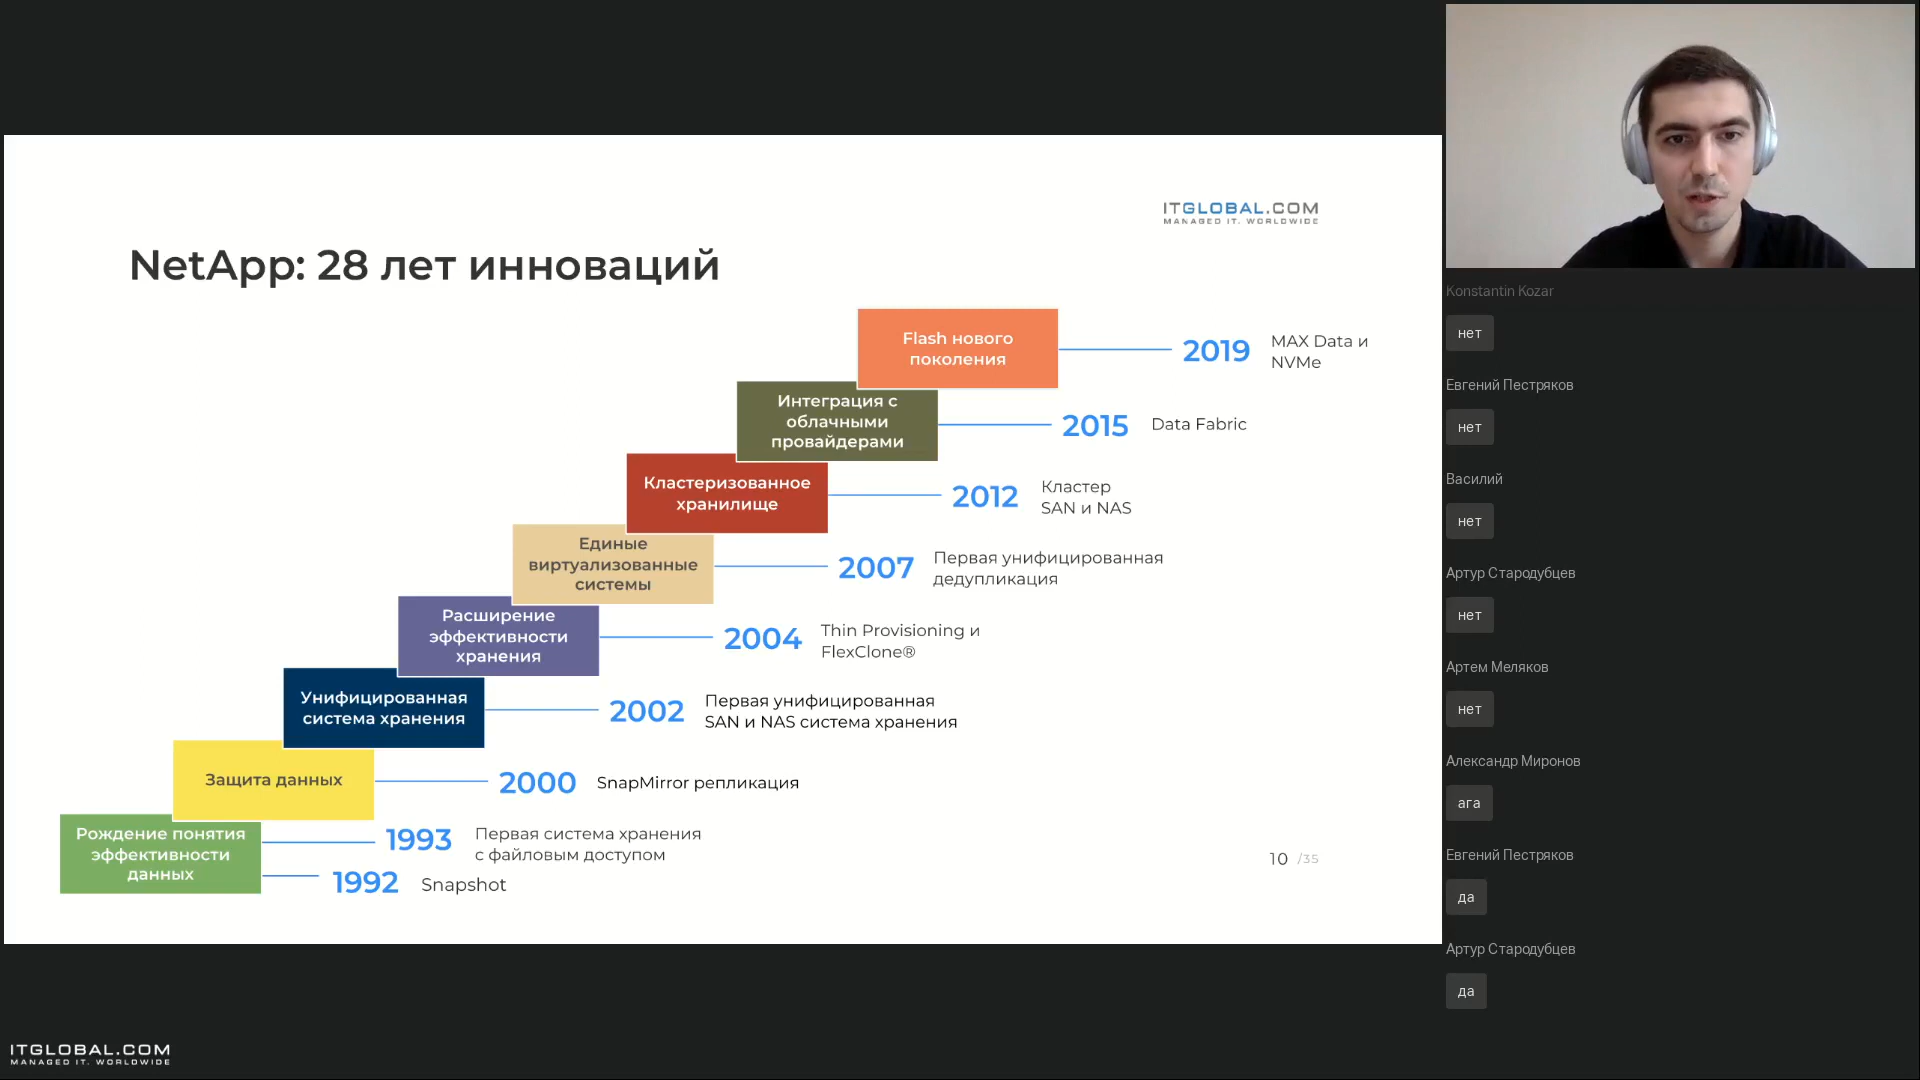 ITGLOBAL.COM
MANAGED IT. WORLDWIDE
NetApp: 28 лет инноваций
Flash нового
поколения
2019
MAX Data и
NVMe
Интеграция с
облачными
провайдерами
2015
Data Fabric
Кластеризованное
хранилище
2012
Кластер
SAN и NAS
Единые
виртуализованные
системы
2007
Первая унифицированная
дедупликация
Расширение
эффективности
хранения
2004
Thin Provisioning и
FlexClone®
Унифицированная
система хранения
2002
Первая унифицированная
SAN и NAS система хранения
Защита данных
2000
SnapMirror репликация
Рождение понятия
эффективности
данных
1993
Первая система хранения
с файловым доступом
1992
Snapshot
10 /35
Konstantin Kozar
нет
Евгений Пестряков
нет
Василий
нет
Артур Стародубцев
нет
Артем Меляков
нет
Александр Миронов
ага
Евгений Пестряков
да
Артур Стародубцев
да
ITGLOBAL.COM
MANAGED IT. WORLDWIDE